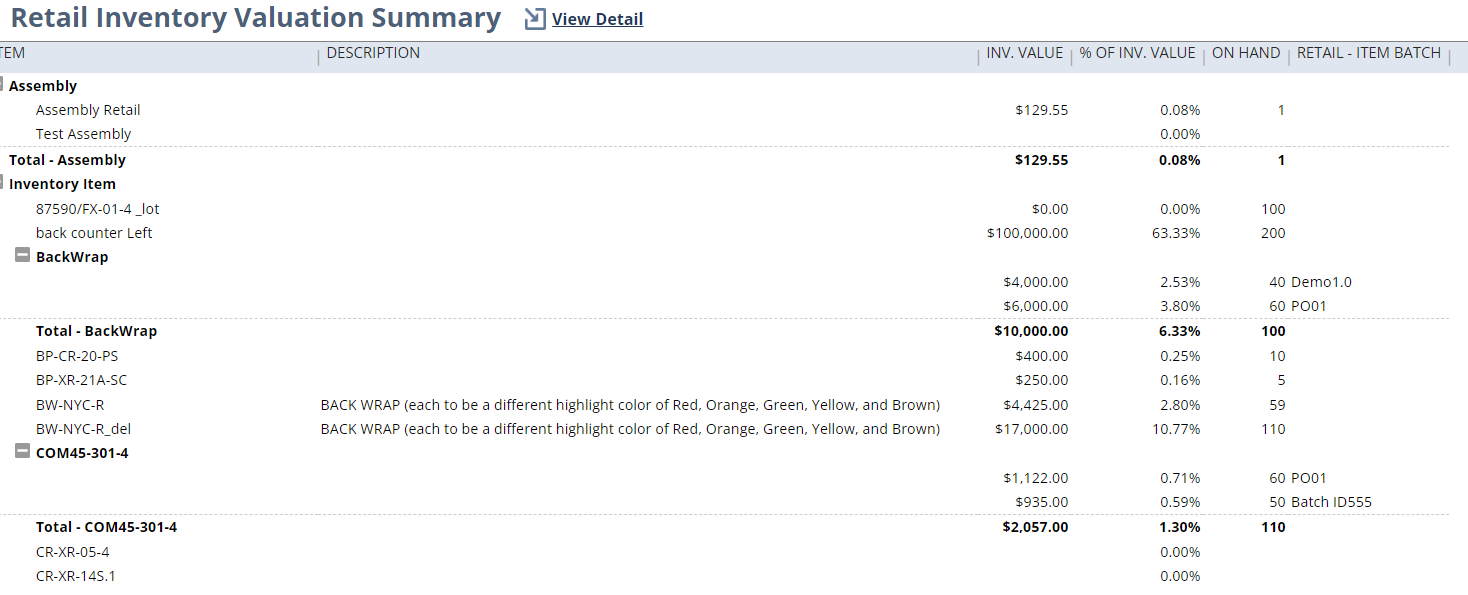 Retail Inventory Valuation Summary View Detail
TEM DESCRIPTION INV. VALUE % OF INV. VALUE ON HAND RETAIL - ITEM BATCH
Assembly
Assembly Retail $129.55 0.08% 1
Test Assembly 0.00%
Total - Assembly $129.55 0.08% 1
Inventory Item
87590/FX-01-4 _lot $0.00 0.00% 100
back counter Left $100,000.00 63.33% 200
BackWrap
$4,000.00 2.53% 40 Demo1.0
$6,000.00 3.80% 60 PO01
Total - BackWrap $10,000.00 6.33% 100
BP-CR-20-PS $400.00 0.25% 10
BP-XR-21A-SC $250.00 0.16% 5
BW-NYC-R BACK WRAP (each to be a different highlight color of Red, Orange, Green, Yellow, and Brown) $4,425.00 2.80% 59
BW-NYC-R_del BACK WRAP (each to be a different highlight color of Red, Orange, Green, Yellow, and Brown) $17,000.00 10.77% 110
COM45-301-4
$1,122.00 0.71% 60 PO01
$935.00 0.59% 50 Batch ID555
Total - COM45-301-4 $2,057.00 1.30% 110
CR-XR-05-4 0.00%
CR-XR-14S.1 0.00%